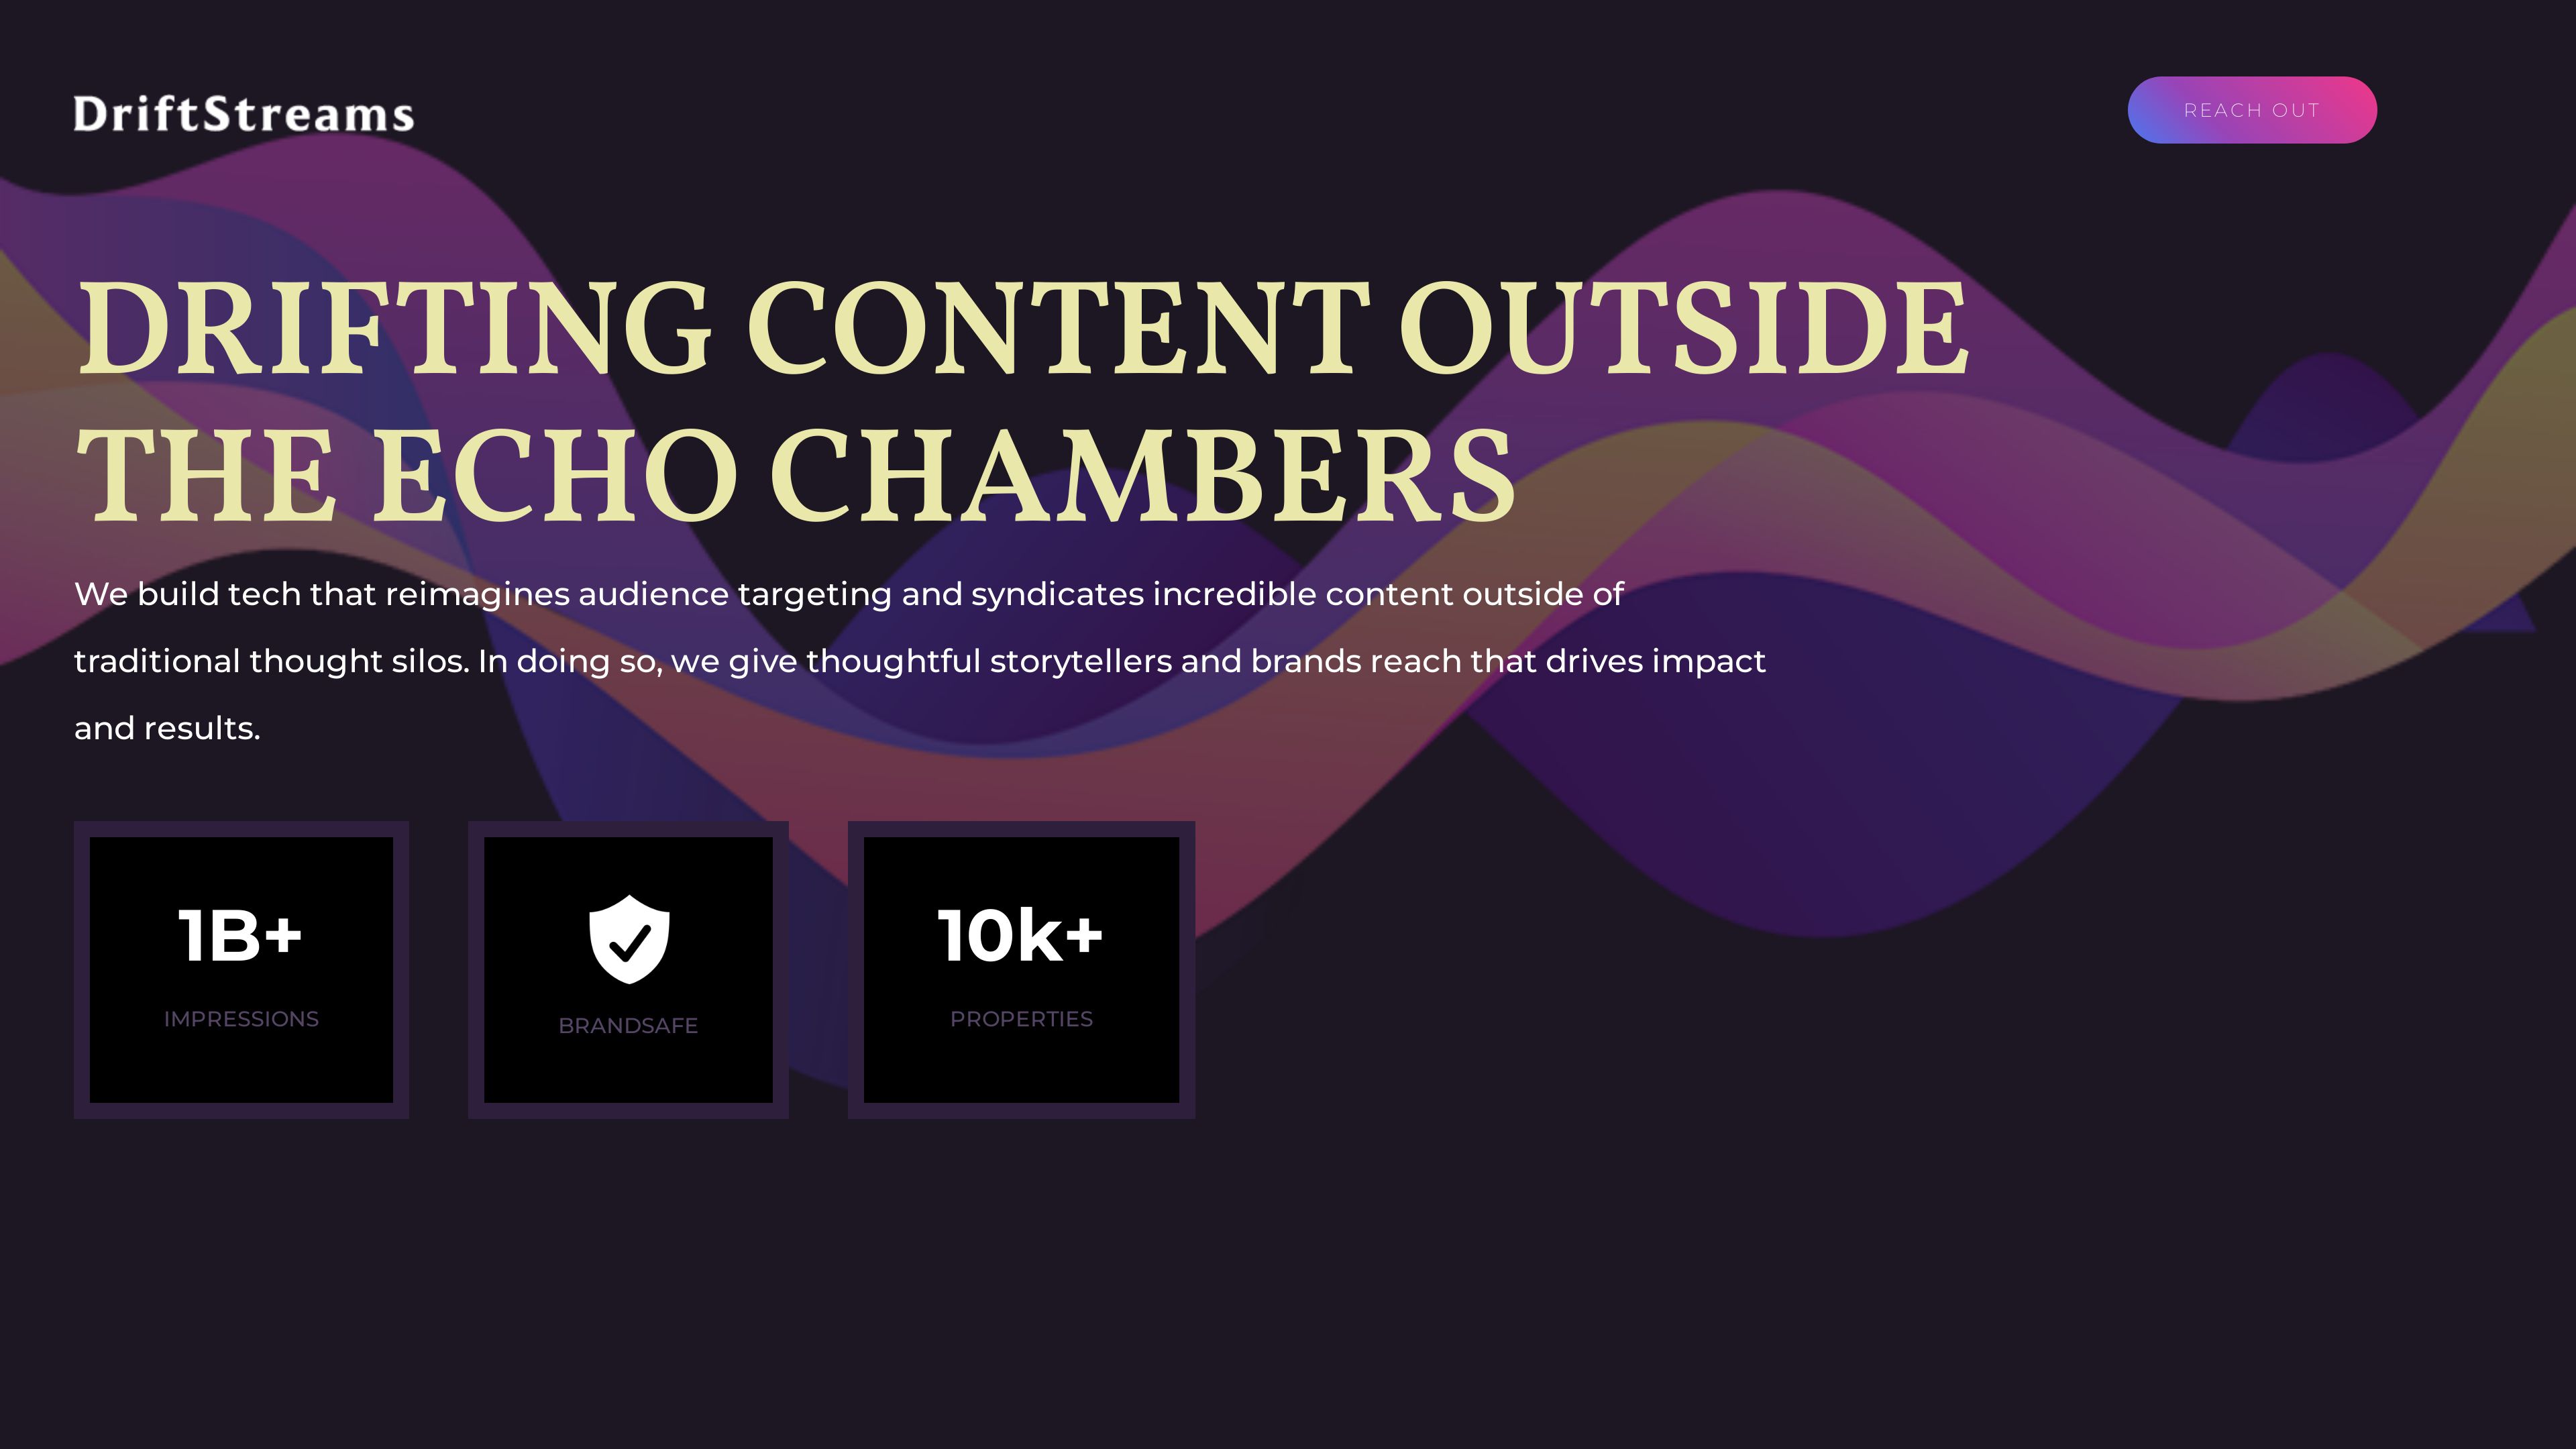 DriftStreams
REACH OUT
DRIFTING CONTENT OUTSIDE
THE ECHO CHAMBERS
We build tech that reimagines audience targeting and syndicates incredible content outside of
traditional thought silos. In doing so, we give thoughtful storytellers and brands reach that drives impact
and results.
1B+
IMPRESSIONS
BRANDSAFE
10k+
PROPERTIES